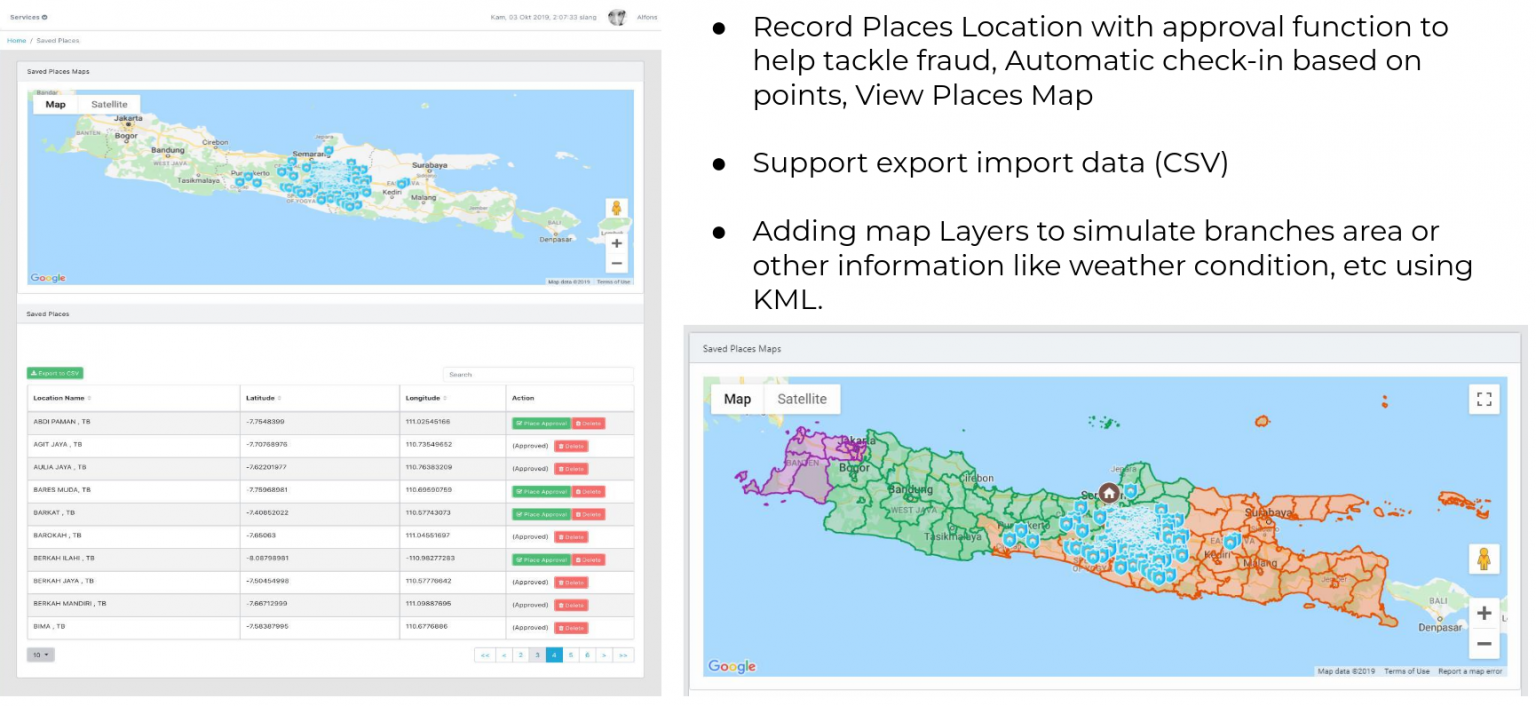 Services
Kam, 03 Okt 2019, 2:07:33 siang
Alfons
Home / Saved Places
Saved Places Maps
Map Satellite
Jakarta
BANTEN
Bogor
Bandung
Cirebon
WEST JAVA
Tasikmalaya
Semarang
Surabaya
Kediri
Malang
BALI
Denpasar
Google
Map data ©2019 Terms of Use
Saved Places
Export to CSV
Search
Location Name Latitude Longitude Action
ABDI PAMAN , TB -7.7548399 111.02545166 Place Approval Delete
AGIT JAYA , TB -7.70768976 110.73549652 (Approved) Delete
AULIA JAYA , TB -7.62201977 110.76383209 (Approved) Delete
BARES MUDA, TB -7.75968981 110.69590759 Place Approval Delete
BARKAT , TB -7.40852022 110.57743073 Place Approval Delete
BAROKAH , TB -7.65063 111.04551697 (Approved) Delete
BERKAH ILAHI , TB -8.08798981 -110.98277283 Place Approval Delete
BERKAH JAYA , TB -7.50454998 110.57776642 (Approved) Delete
BERKAH MANDIRI , TB -7.66712999 111.09887695 (Approved) Delete
BIMA , TB -7.58387995 110.6776886 (Approved) Delete
10
<< < 2 3 4 5 6 > >>
● Record Places Location with approval function to
help tackle fraud, Automatic check-in based on
points, View Places Map
● Support export import data (CSV)
● Adding map Layers to simulate branches area or
other information like weather condition, etc using
KML.
Saved Places Maps
Map Satellite
BANTEN
Bogor
Cirebon
Bandung
WEST JAVA
Tasikmalaya
Jepara
Surabaya
Kediri
Malang
Jember
BALI
Denpasar
Google
Map data ©2019 Terms of Use Report a map error